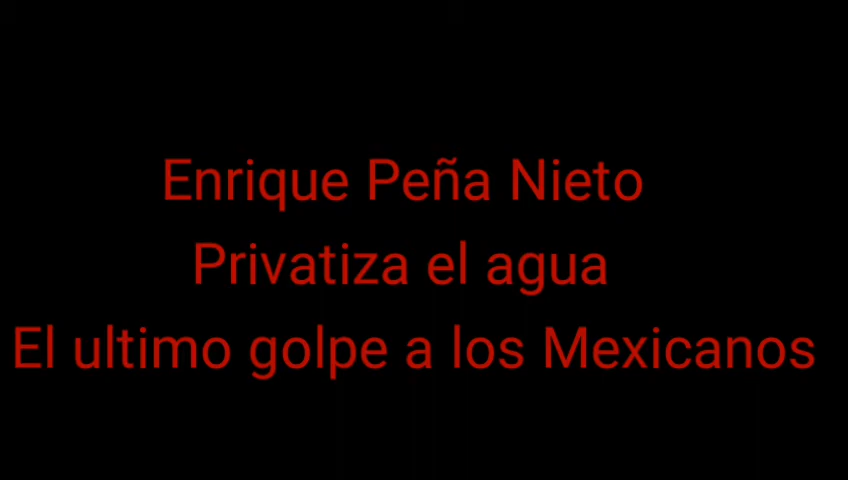 Enrique Peña Nieto
Privatiza el agua
El ultimo golpe a los Mexicanos